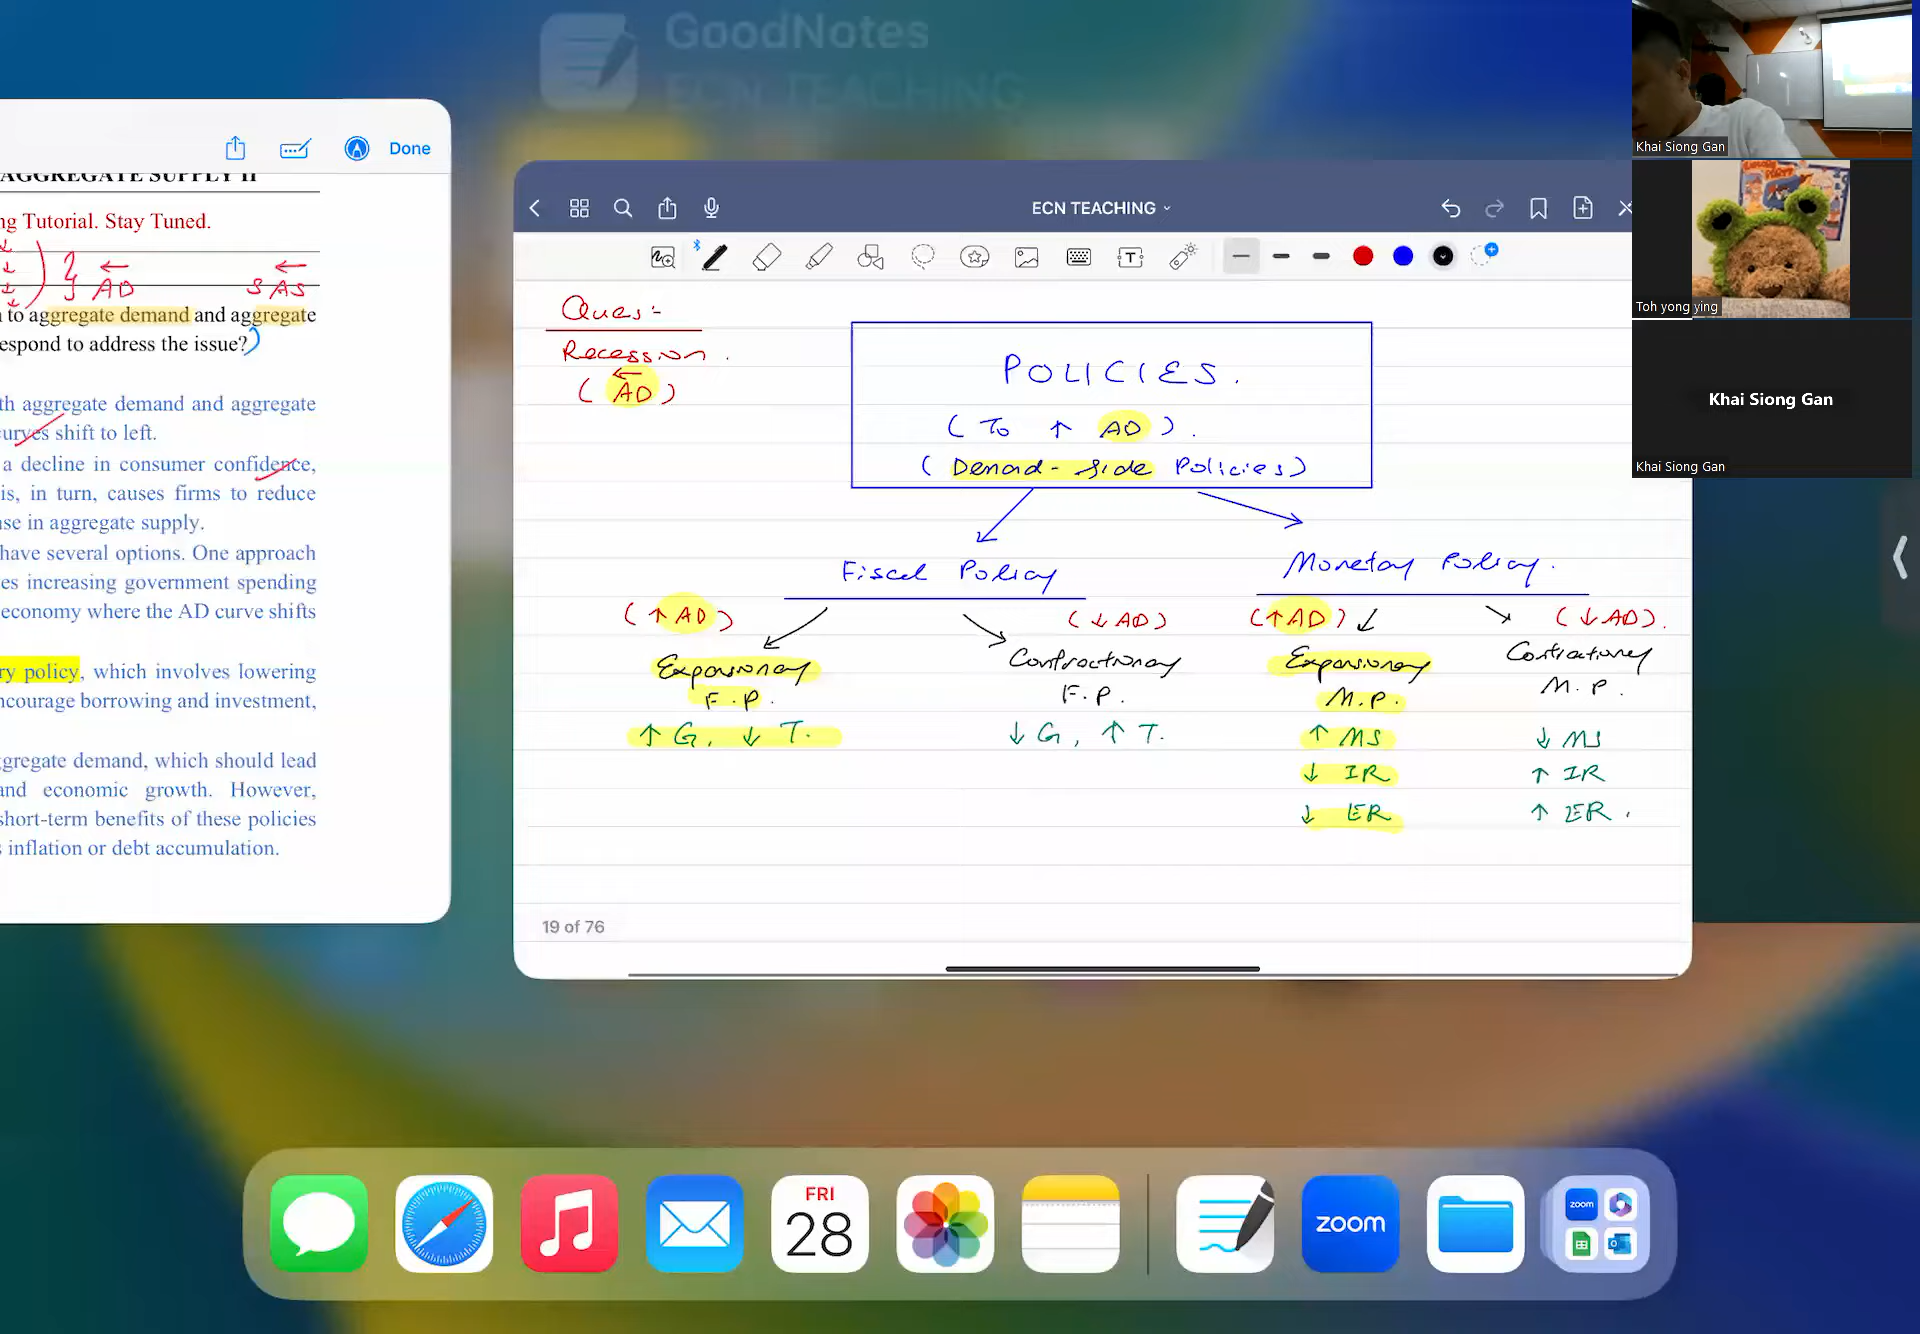 GoodNotes
ECN TEACHING
Done
AGGREGATE SUPPLY II
ng Tutorial. Stay Tuned.
AD
SAS
to aggregate demand and aggregate
espond to address the issue?
th aggregate demand and aggregate
urves shift to left.
a decline in consumer confidence,
is, in turn, causes firms to reduce
se in aggregate supply.
have several options. One approach
es increasing government spending
economy where the AD curve shifts
ry policy, which involves lowering
ncourage borrowing and investment,
ggregate demand, which should lead
and economic growth. However,
short-term benefits of these policies
s inflation or debt accumulation.
ECN TEACHING
Ques:-
Recession.
(AD)
POLICIES.
(To ↑ AD).
(Demand-side Policies)
Fiscal Policy
Monetary Policy.
(↑ AD)
(↓ AD)
(↑ AD)
(↓ AD).
Expansionary
F.P.
↑ G, ↓ T.
Contractionary
F.P.
↓ G, ↑ T.
Expansionary
M.P.
↑ MS
↓ IR
↓ ER
Contractionary
M.P.
↓ MS
↑ IR
↑ ER.
19 of 76
Khai Siong Gan
Toh yong ying
Khai Siong Gan
Khai Siong Gan
FRI
28
zoom
zoom